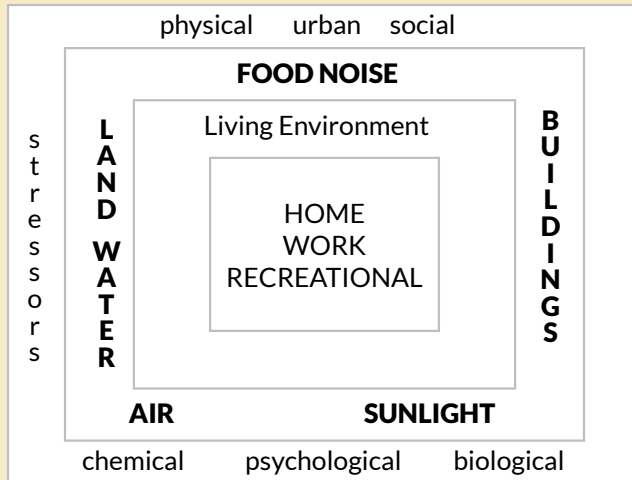 physical urban social
FOOD NOISE
stressors
LAND WATER
Living Environment
BUILDINGS
HOME
WORK
RECREATIONAL
AIR SUNLIGHT
chemical psychological biological